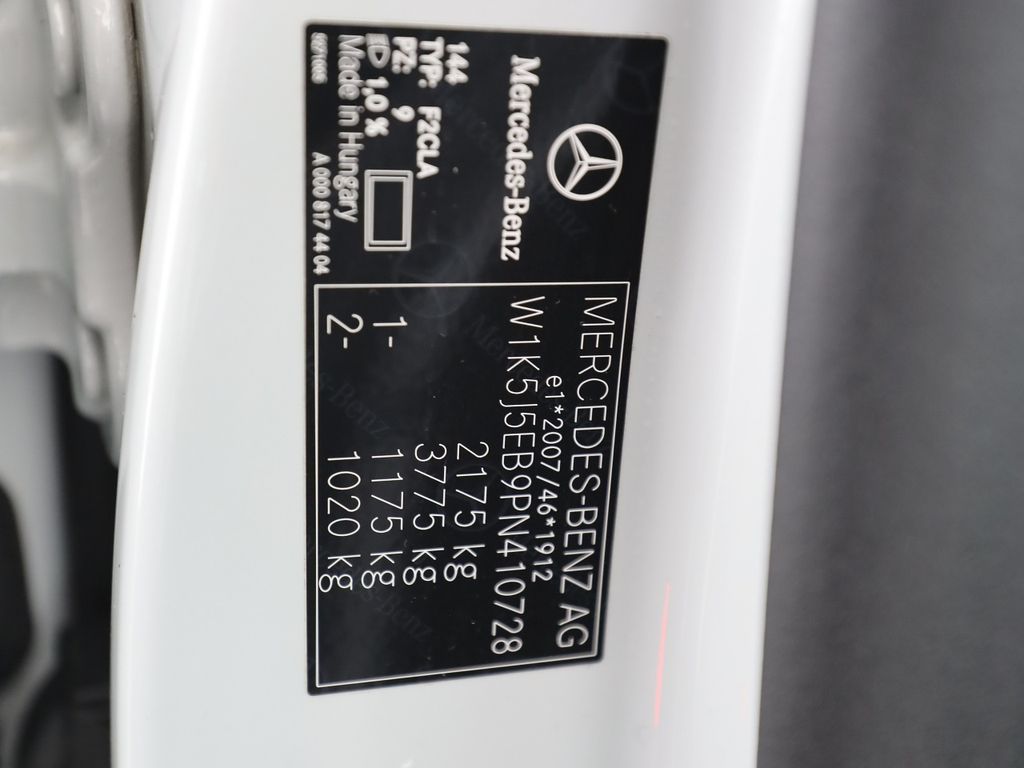 Mercedes-Benz
144
TYP: F2CLA
PZ: 9
1,0 %
Made in Hungary
A 000 817 44 04
MERCEDES-BENZ AG
e1*2007/46*1912
W1K5J5EB9PN410728
2175 kg
3775 kg
1- 1175 kg
2- 1020 kg